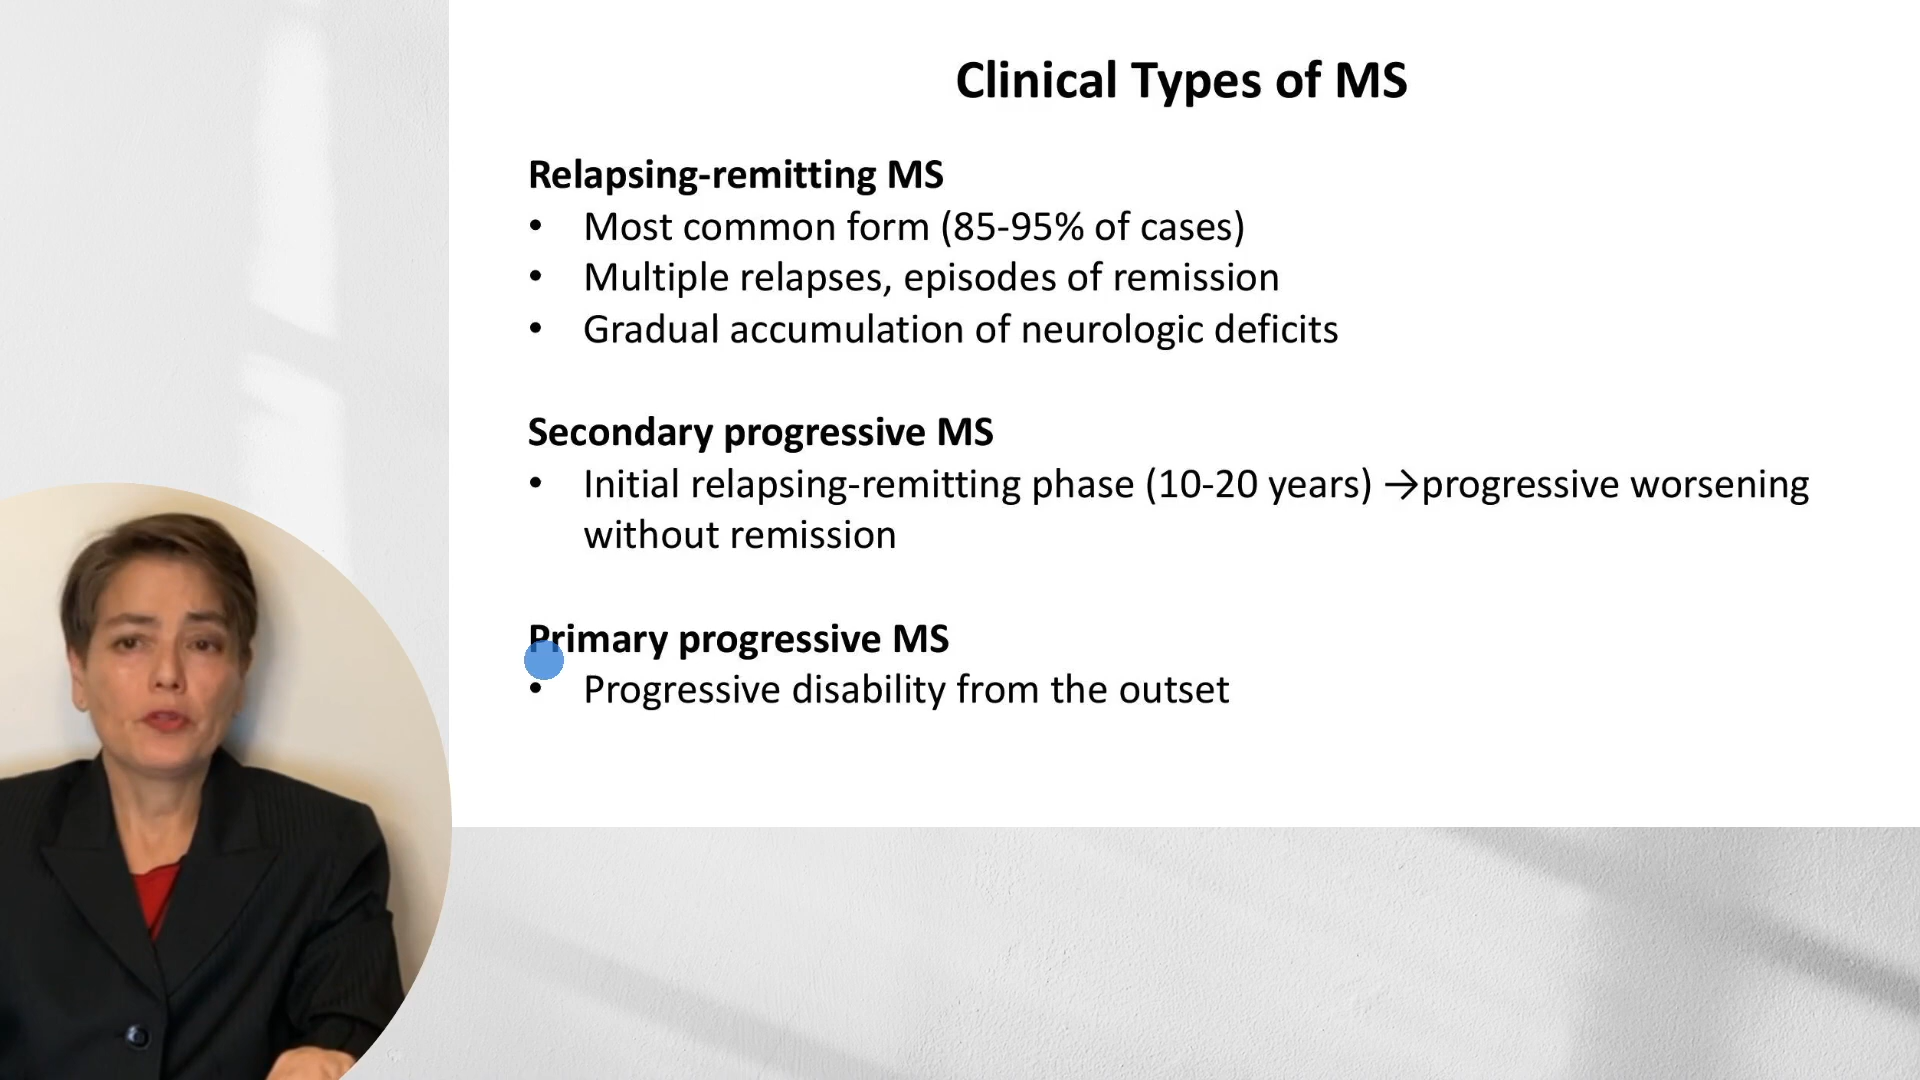 Clinical Types of MS
Relapsing-remitting MS
• Most common form (85-95% of cases)
• Multiple relapses, episodes of remission
• Gradual accumulation of neurologic deficits
Secondary progressive MS
• Initial relapsing-remitting phase (10-20 years) →progressive worsening
without remission
Primary progressive MS
• Progressive disability from the outset